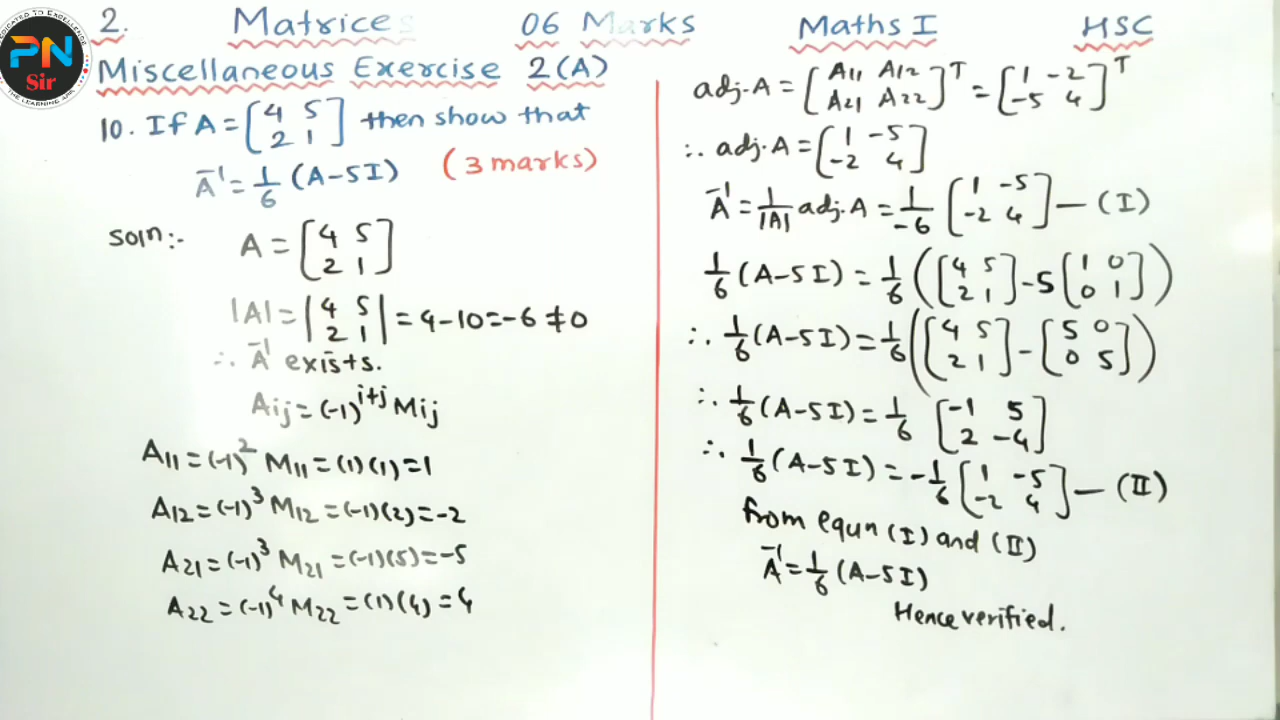 DEDICATED TO EXCELLENCE
PN
Sir
THE LEARNING APP
2. Matrices 06 Marks Maths I HSC
Miscellaneous Exercise 2(A)
10. If A = [4 5; 2 1] then show that
A⁻¹ = 1/6 (A-5I) (3 marks)
Soln:- A = [4 5; 2 1]
|A| = |4 5; 2 1| = 4-10 = -6 ≠ 0
∴ A⁻¹ exists.
Aij = (-1)^i+j Mij
A11 = (-1)² M11 = (1)(1) = 1
A12 = (-1)³ M12 = (-1)(2) = -2
A21 = (-1)³ M21 = (-1)(5) = -5
A22 = (-1)⁴ M22 = (1)(4) = 4
adj.A = [A11 A12; A21 A22]^T = [1 -2; -5 4]^T
∴ adj.A = [1 -5; -2 4]
A⁻¹ = 1/|A| adj.A = 1/-6 [1 -5; -2 4] — (I)
1/6 (A-5I) = 1/6 ([4 5; 2 1] - 5 [1 0; 0 1])
∴ 1/6 (A-5I) = 1/6 ([4 5; 2 1] - [5 0; 0 5])
∴ 1/6 (A-5I) = 1/6 [-1 5; 2 -4]
∴ 1/6 (A-5I) = -1/6 [1 -5; -2 4] — (II)
from equn (I) and (II)
A⁻¹ = 1/6 (A-5I)
Hence verified.